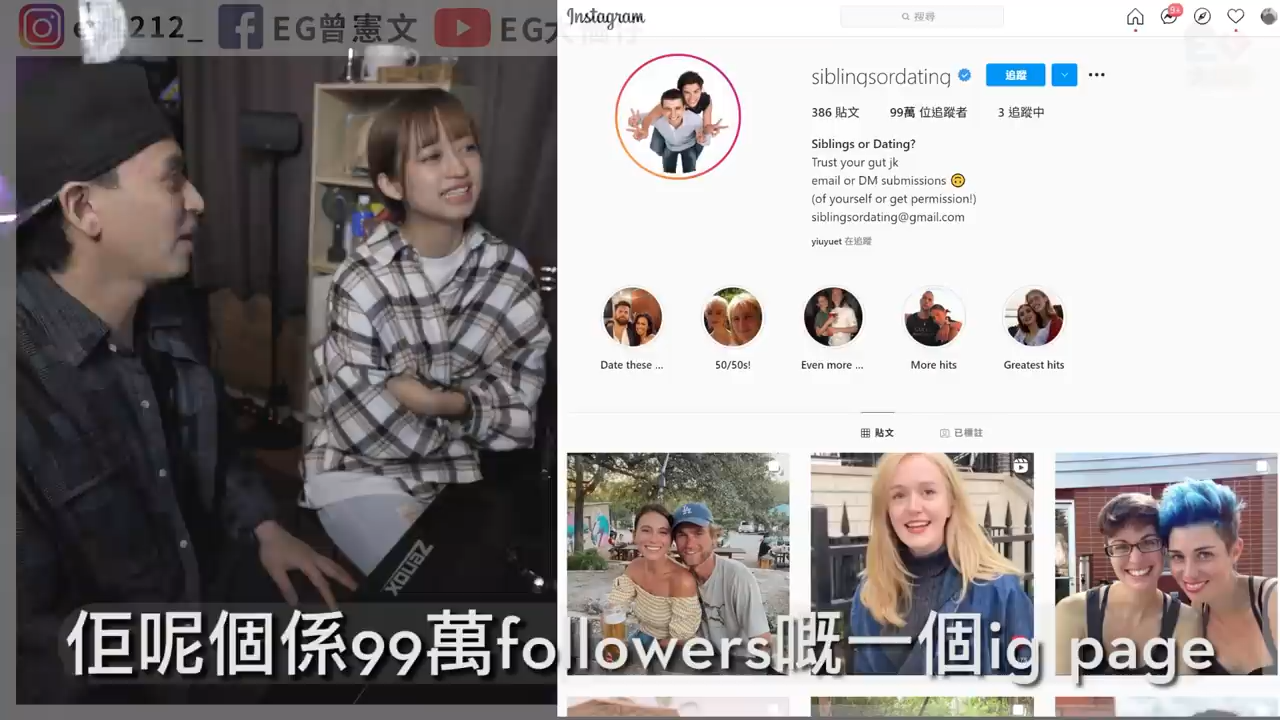 EG曾憲文
Instagram
搜尋
9+
siblingsordating
追蹤
386 貼文
99萬 位追蹤者
3 追蹤中
Siblings or Dating?
Trust your gut jk
email or DM submissions 🙃
(of yourself or get permission!)
siblingsordating@gmail.com
yiuyuet 在追蹤
Date these ...
50/50s!
Even more ...
More hits
Greatest hits
貼文
已標註
XOUGZ
佢呢個係99萬followers嘅一個ig page